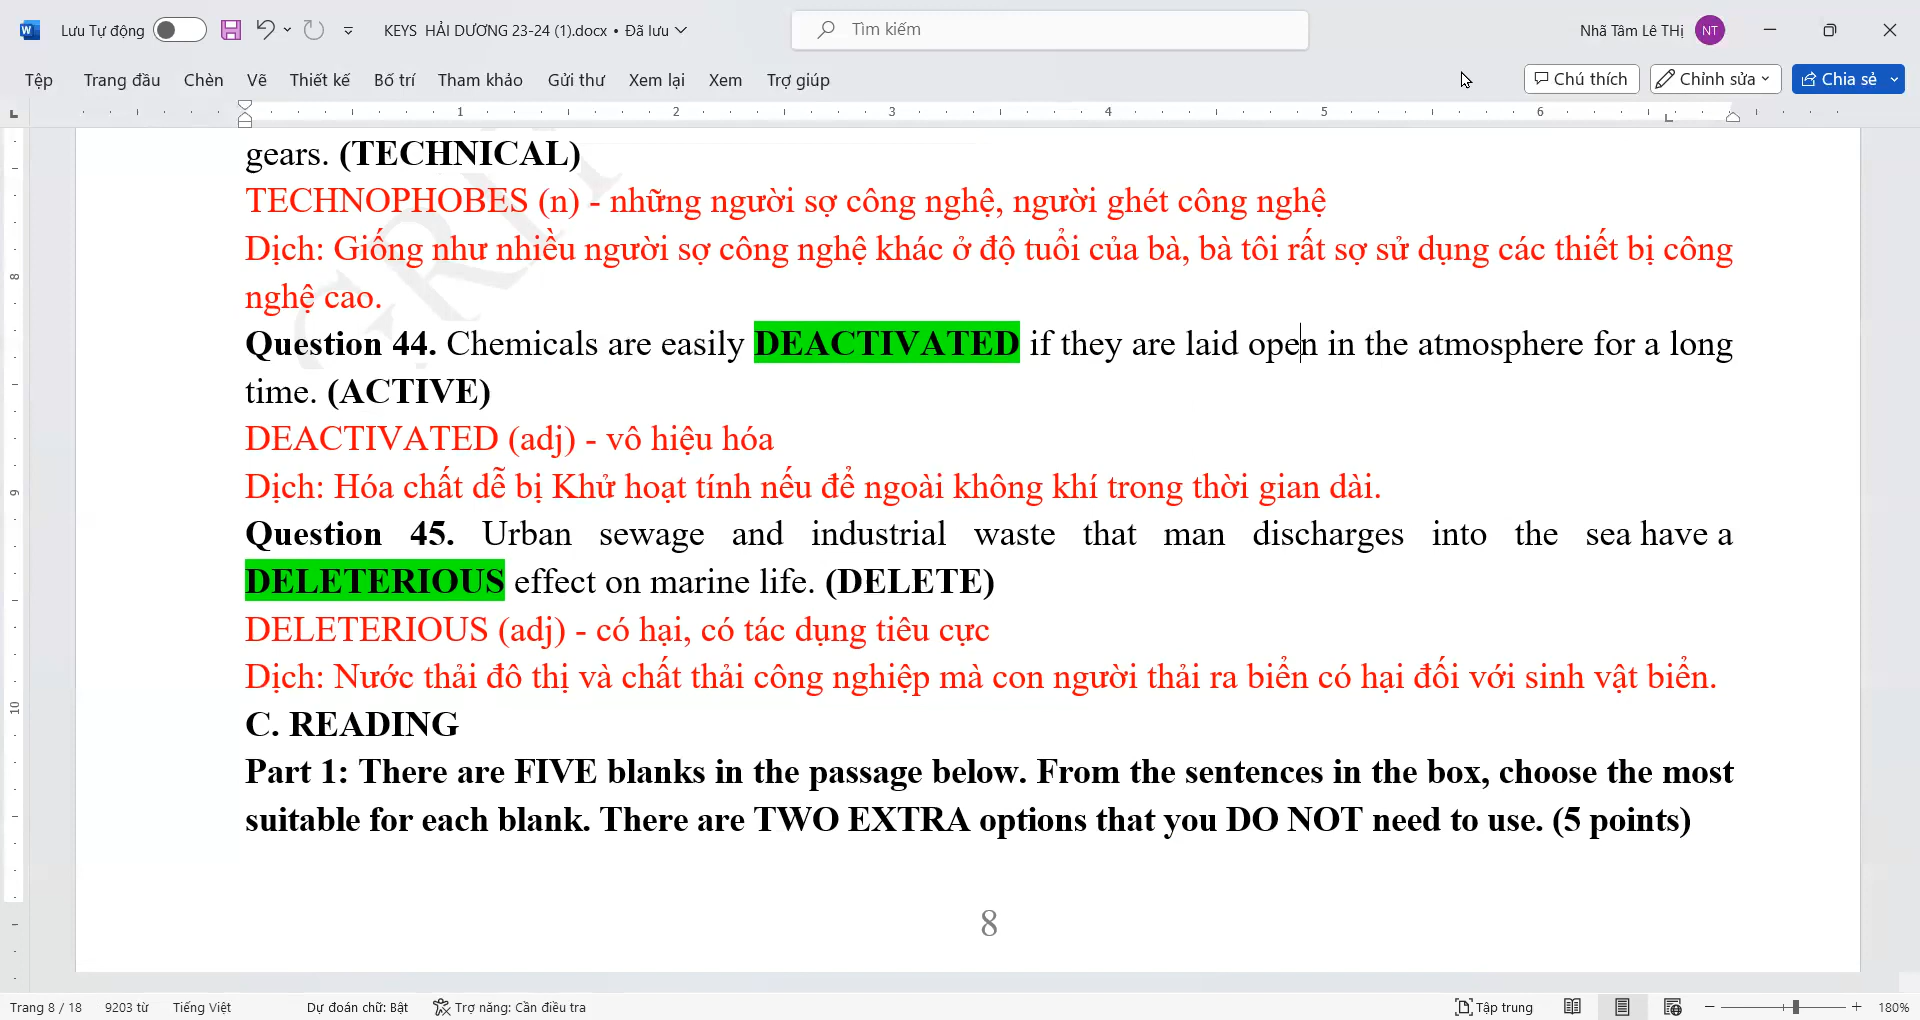 Lưu Tự động
KEYS HẢI DƯƠNG 23-24 (1).docx • Đã lưu
Tìm kiếm
Nhã Tâm Lê THị
NT
Tệp Trang đầu Chèn Vẽ Thiết kế Bố trí Tham khảo Gửi thư Xem lại Xem Trợ giúp
Chú thích
Chỉnh sửa
Chia sẻ
1 2 3 4 5 6
gears. (TECHNICAL)
TECHNOPHOBES (n) - những người sợ công nghệ, người ghét công nghệ
Dịch: Giống như nhiều người sợ công nghệ khác ở độ tuổi của bà, bà tôi rất sợ sử dụng các thiết bị công
nghệ cao.
Question 44. Chemicals are easily DEACTIVATED if they are laid open in the atmosphere for a long
time. (ACTIVE)
DEACTIVATED (adj) - vô hiệu hóa
Dịch: Hóa chất dễ bị Khử hoạt tính nếu để ngoài không khí trong thời gian dài.
Question 45. Urban sewage and industrial waste that man discharges into the sea have a
DELETERIOUS effect on marine life. (DELETE)
DELETERIOUS (adj) - có hại, có tác dụng tiêu cực
Dịch: Nước thải đô thị và chất thải công nghiệp mà con người thải ra biển có hại đối với sinh vật biển.
C. READING
Part 1: There are FIVE blanks in the passage below. From the sentences in the box, choose the most
suitable for each blank. There are TWO EXTRA options that you DO NOT need to use. (5 points)
8
8
9
10
Trang 8 / 18 9203 từ Tiếng Việt Dự đoán chữ: Bật Trợ năng: Cần điều tra
Tập trung
180%